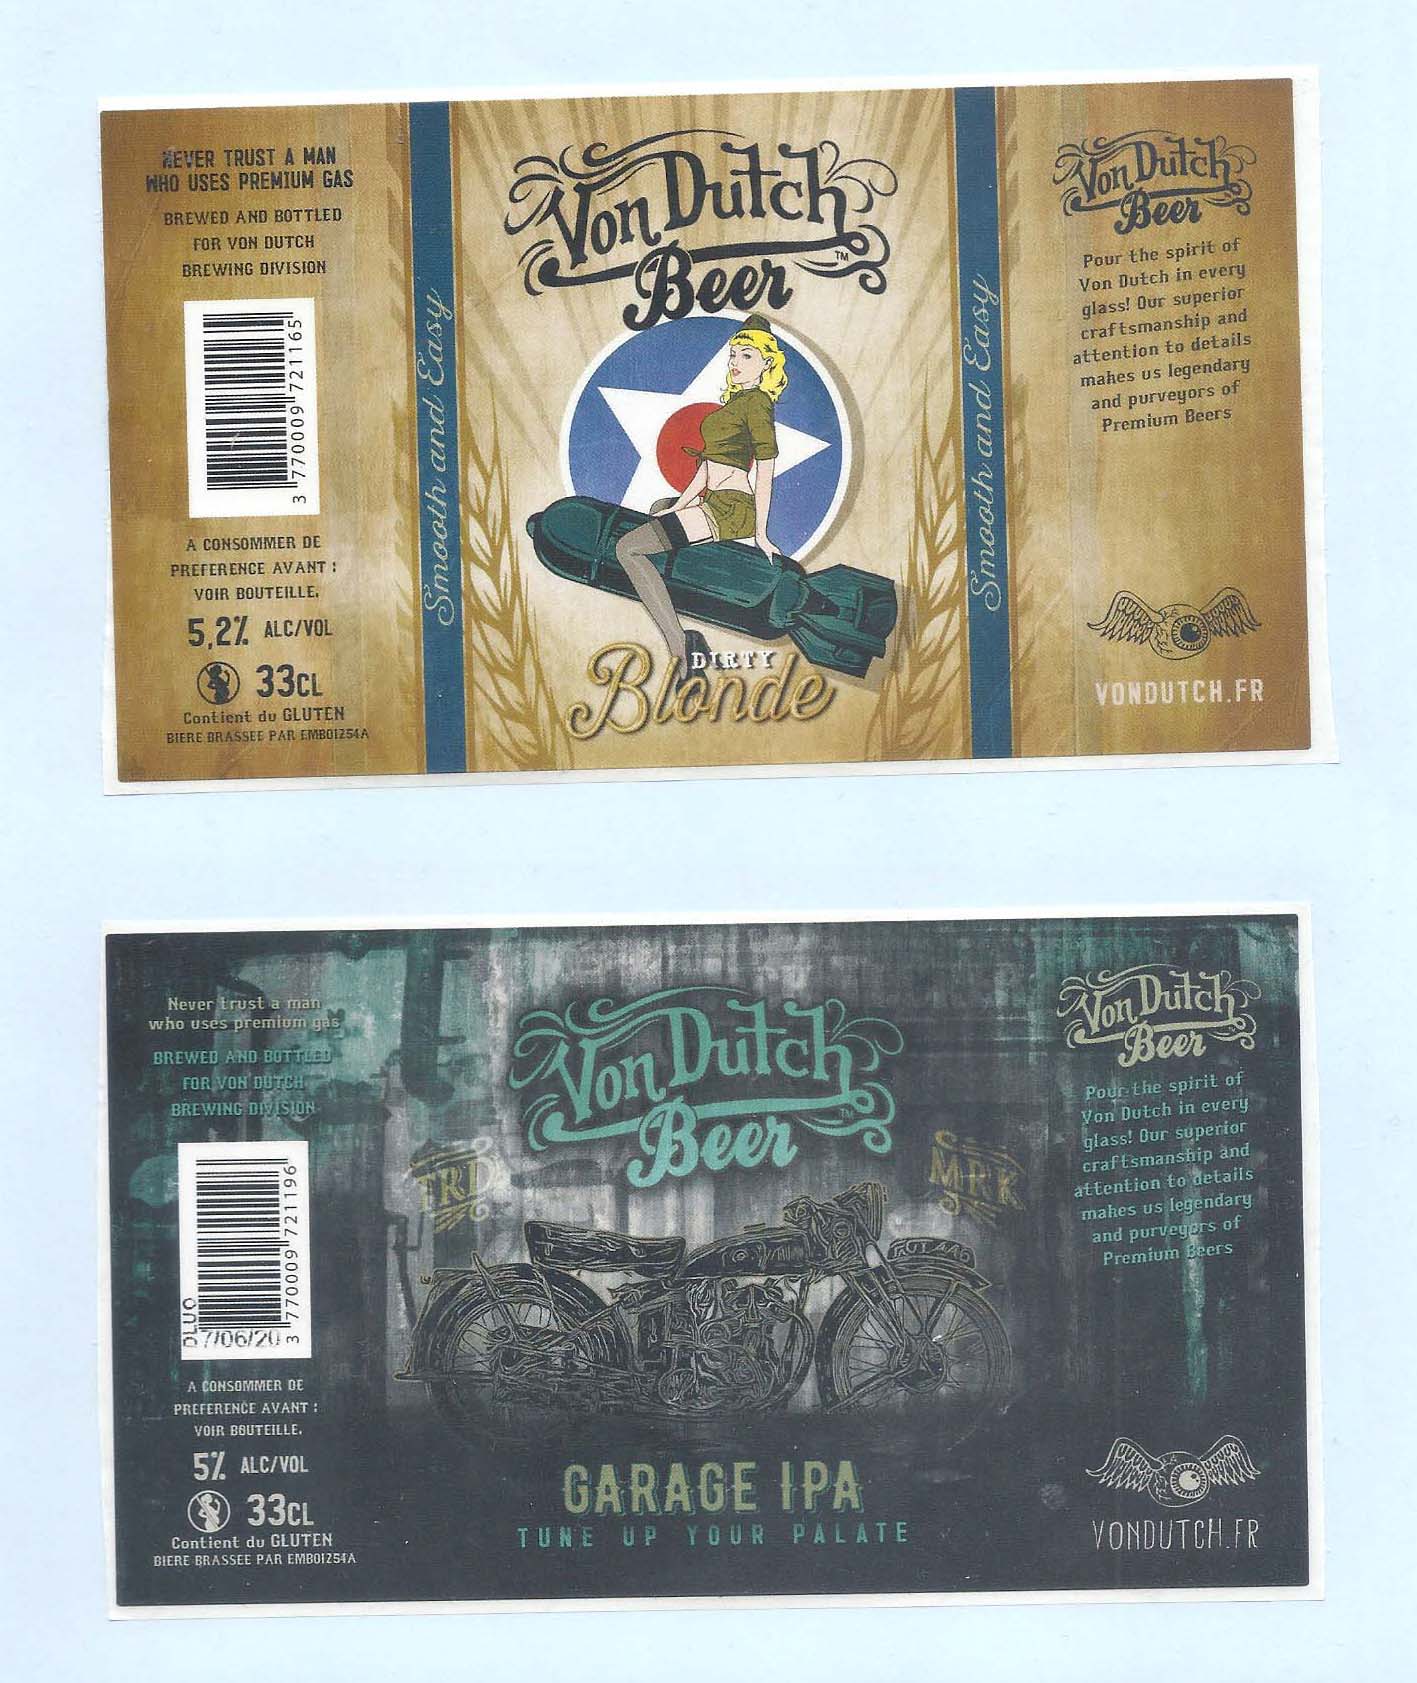 NEVER TRUST A MAN
WHO USES PREMIUM GAS
BREWED AND BOTTLED
FOR VON DUTCH
BREWING DIVISION
3 770009 721165
A CONSOMMER DE
PREFERENCE AVANT :
VOIR BOUTEILLE.
5,2% ALC/VOL
33CL
Contient du GLUTEN
BIERE BRASSEE PAR EMB01254A
Smooth and Easy
Von Dutch
Beer
TM
DIRTY
Blonde
Smooth and Easy
Von Dutch
Beer
Pour the spirit of
Von Dutch in every
glass! Our superior
craftsmanship and
attention to details
makes us legendary
and purveyors of
Premium Beers
VONDUTCH.FR
Never trust a man
who uses premium gas
BREWED AND BOTTLED
FOR VON DUTCH
BREWING DIVISION
3 770009 721196
DLUO
07/06/20
A CONSOMMER DE
PREFERENCE AVANT :
VOIR BOUTEILLE.
5% ALC/VOL
33CL
Contient du GLUTEN
BIERE BRASSEE PAR EMB01254A
Von Dutch
Beer
TM
TRD
MRK
GARAGE IPA
TUNE UP YOUR PALATE
Von Dutch
Beer
Pour the spirit of
Von Dutch in every
glass! Our superior
craftsmanship and
attention to details
makes us legendary
and purveyors of
Premium Beers
VONDUTCH.FR